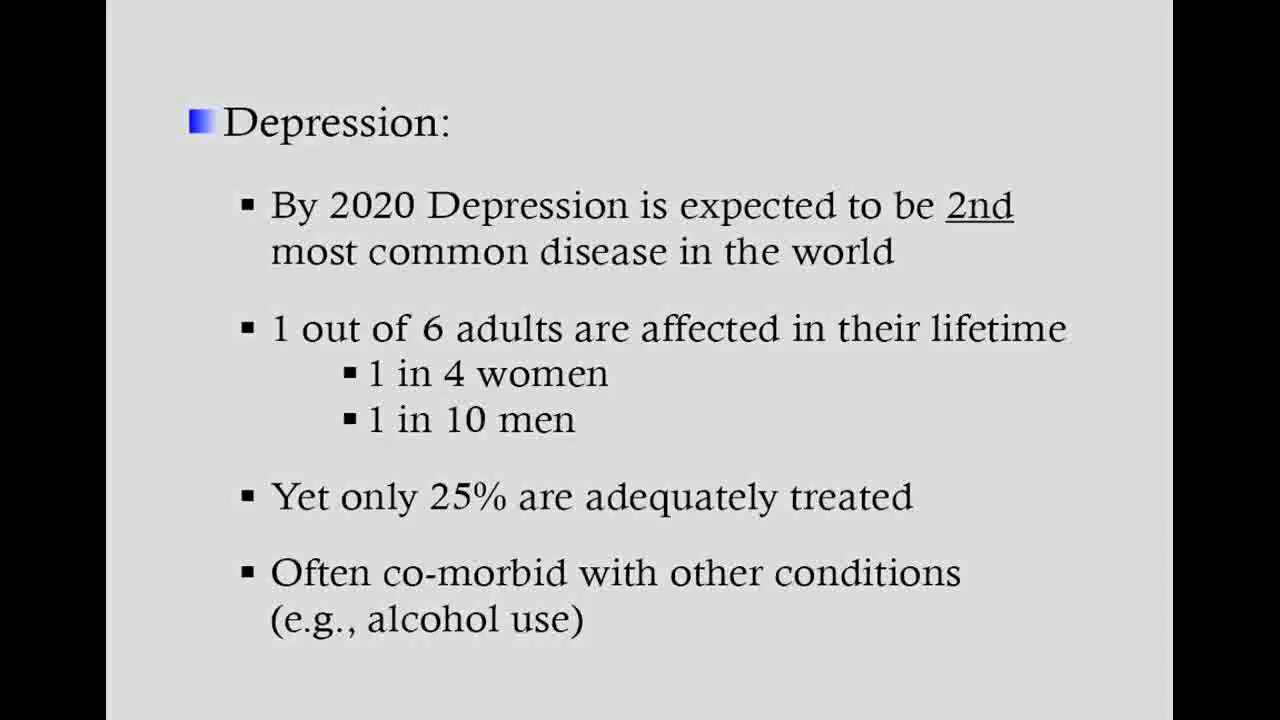 Depression:
By 2020 Depression is expected to be 2nd
most common disease in the world
1 out of 6 adults are affected in their lifetime
1 in 4 women
1 in 10 men
Yet only 25% are adequately treated
Often co-morbid with other conditions
(e.g., alcohol use)